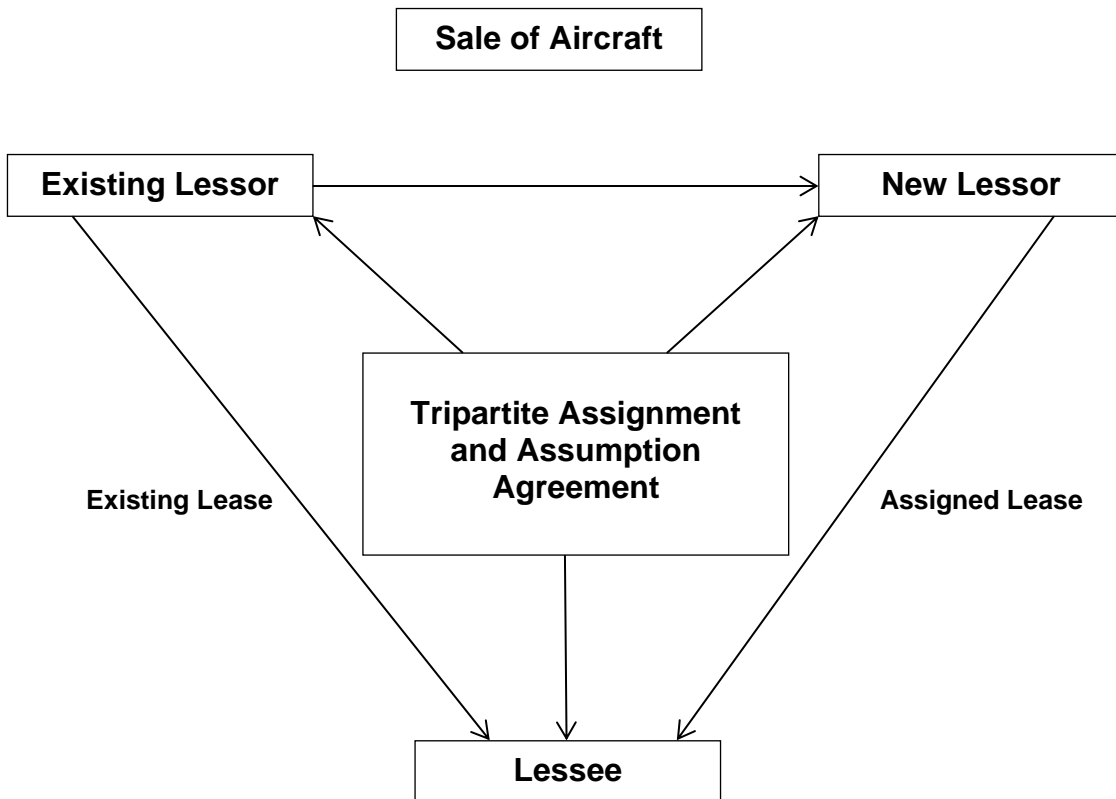 Sale of Aircraft
Existing Lessor
New Lessor
Tripartite Assignment
and Assumption
Agreement
Existing Lease
Assigned Lease
Lessee